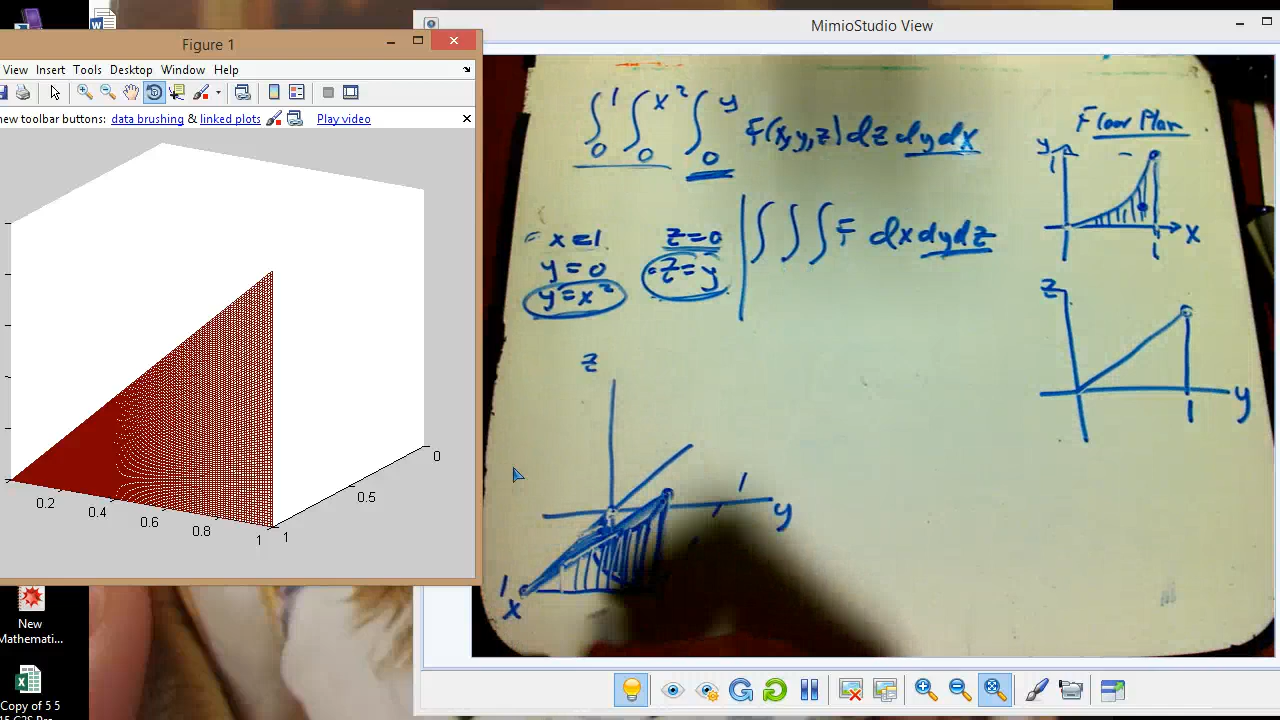 MimioStudio View
Figure 1
View Insert Tools Desktop Window Help
new toolbar buttons: data brushing & linked plots Play video
0
0.5
1
0.2
0.4
0.6
0.8
1
∫₀¹ ∫₀^x² ∫₀^y F(x,y,z) dz dy dx
x=1 z=0
y=0 z=y
y=x²
∫∫∫ F dx dy dz
Floor Plan
y
1
x
1
z
y
1
z
1
y
1
x
New
Mathemati...
Copy of 5 5